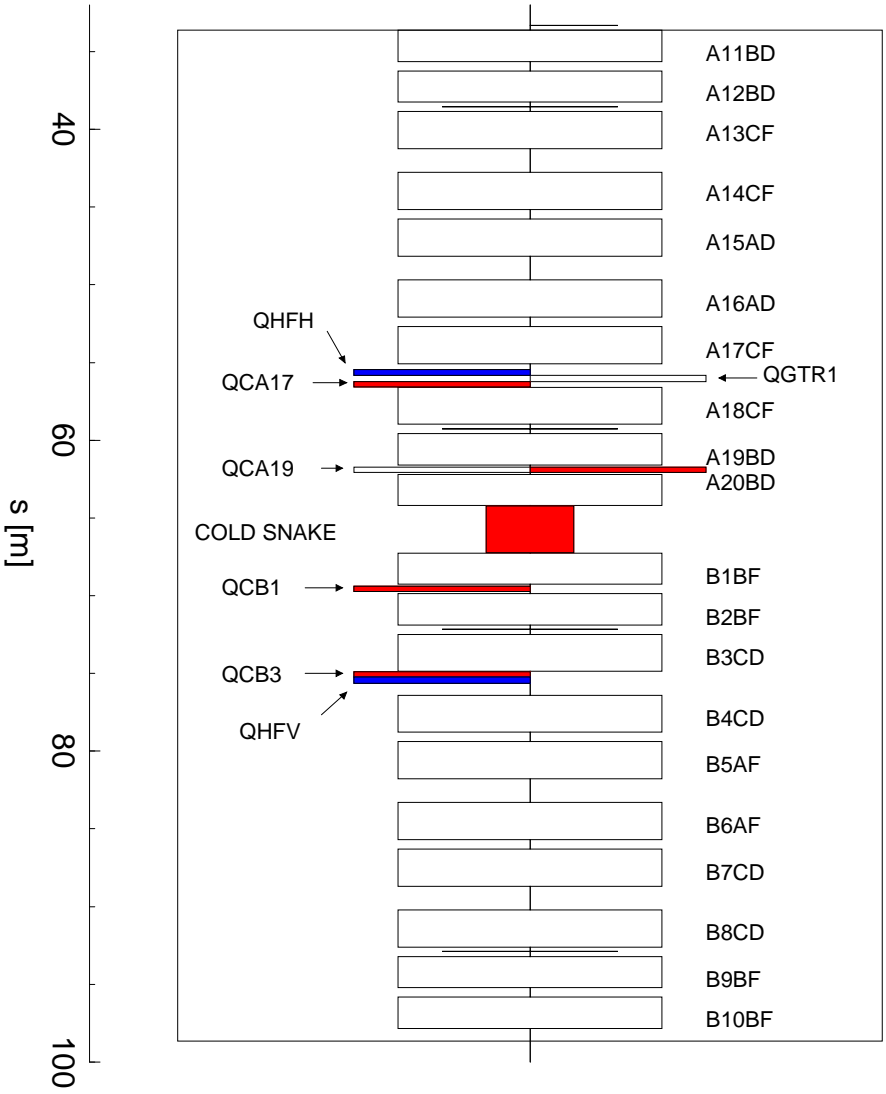 A11BD
A12BD
40
A13CF
A14CF
A15AD
A16AD
QHFH
A17CF
QGTR1
QCA17
A18CF
60
A19BD
QCA19
A20BD
s [m]
COLD SNAKE
B1BF
QCB1
B2BF
B3CD
QCB3
B4CD
QHFV
80
B5AF
B6AF
B7CD
B8CD
B9BF
B10BF
100